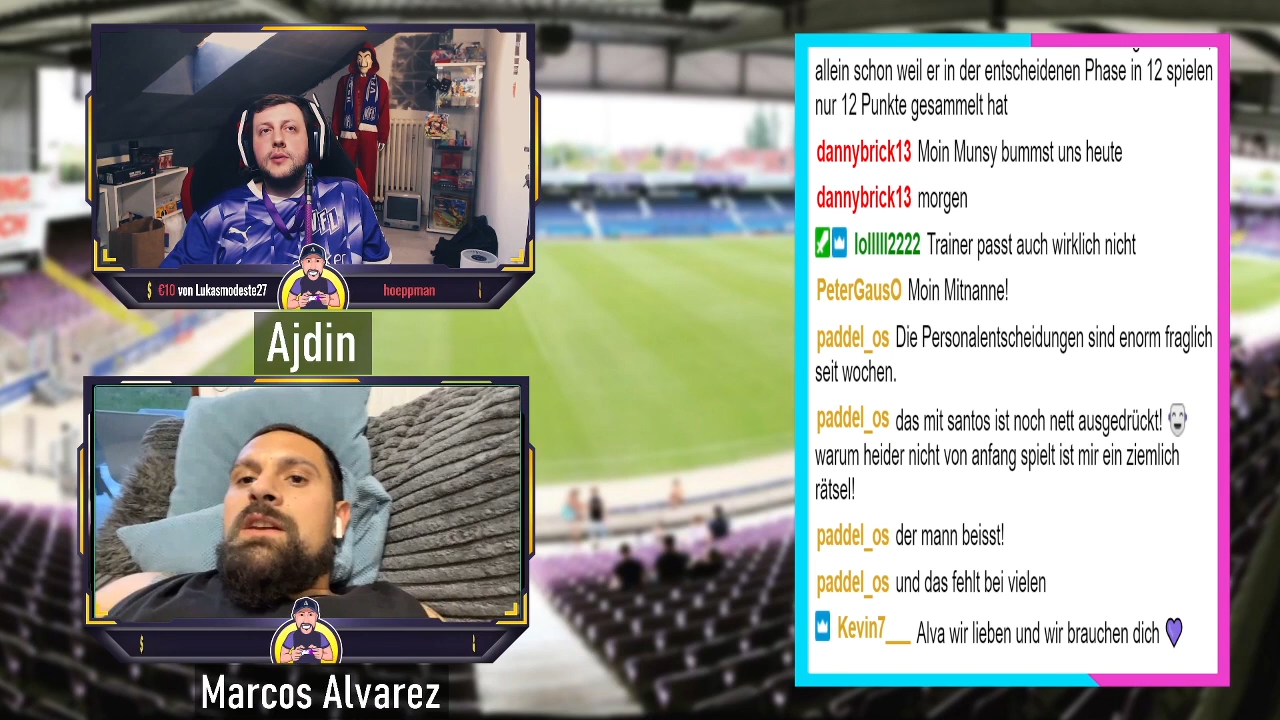 €10 von Lukasmodeste27
hoeppman
Ajdin
Marcos Alvarez
allein schon weil er in der entscheidenen Phase in 12 spielen
nur 12 Punkte gesammelt hat
dannybrick13 Moin Munsy bummst uns heute
dannybrick13 morgen
lolllll2222 Trainer passt auch wirklich nicht
PeterGausO Moin Mitnanne!
paddel_os Die Personalentscheidungen sind enorm fraglich
seit wochen.
paddel_os das mit santos ist noch nett ausgedrückt!
warum heider nicht von anfang spielt ist mir ein ziemlich
rätsel!
paddel_os der mann beisst!
paddel_os und das fehlt bei vielen
Kevin7___ Alva wir lieben und wir brauchen dich